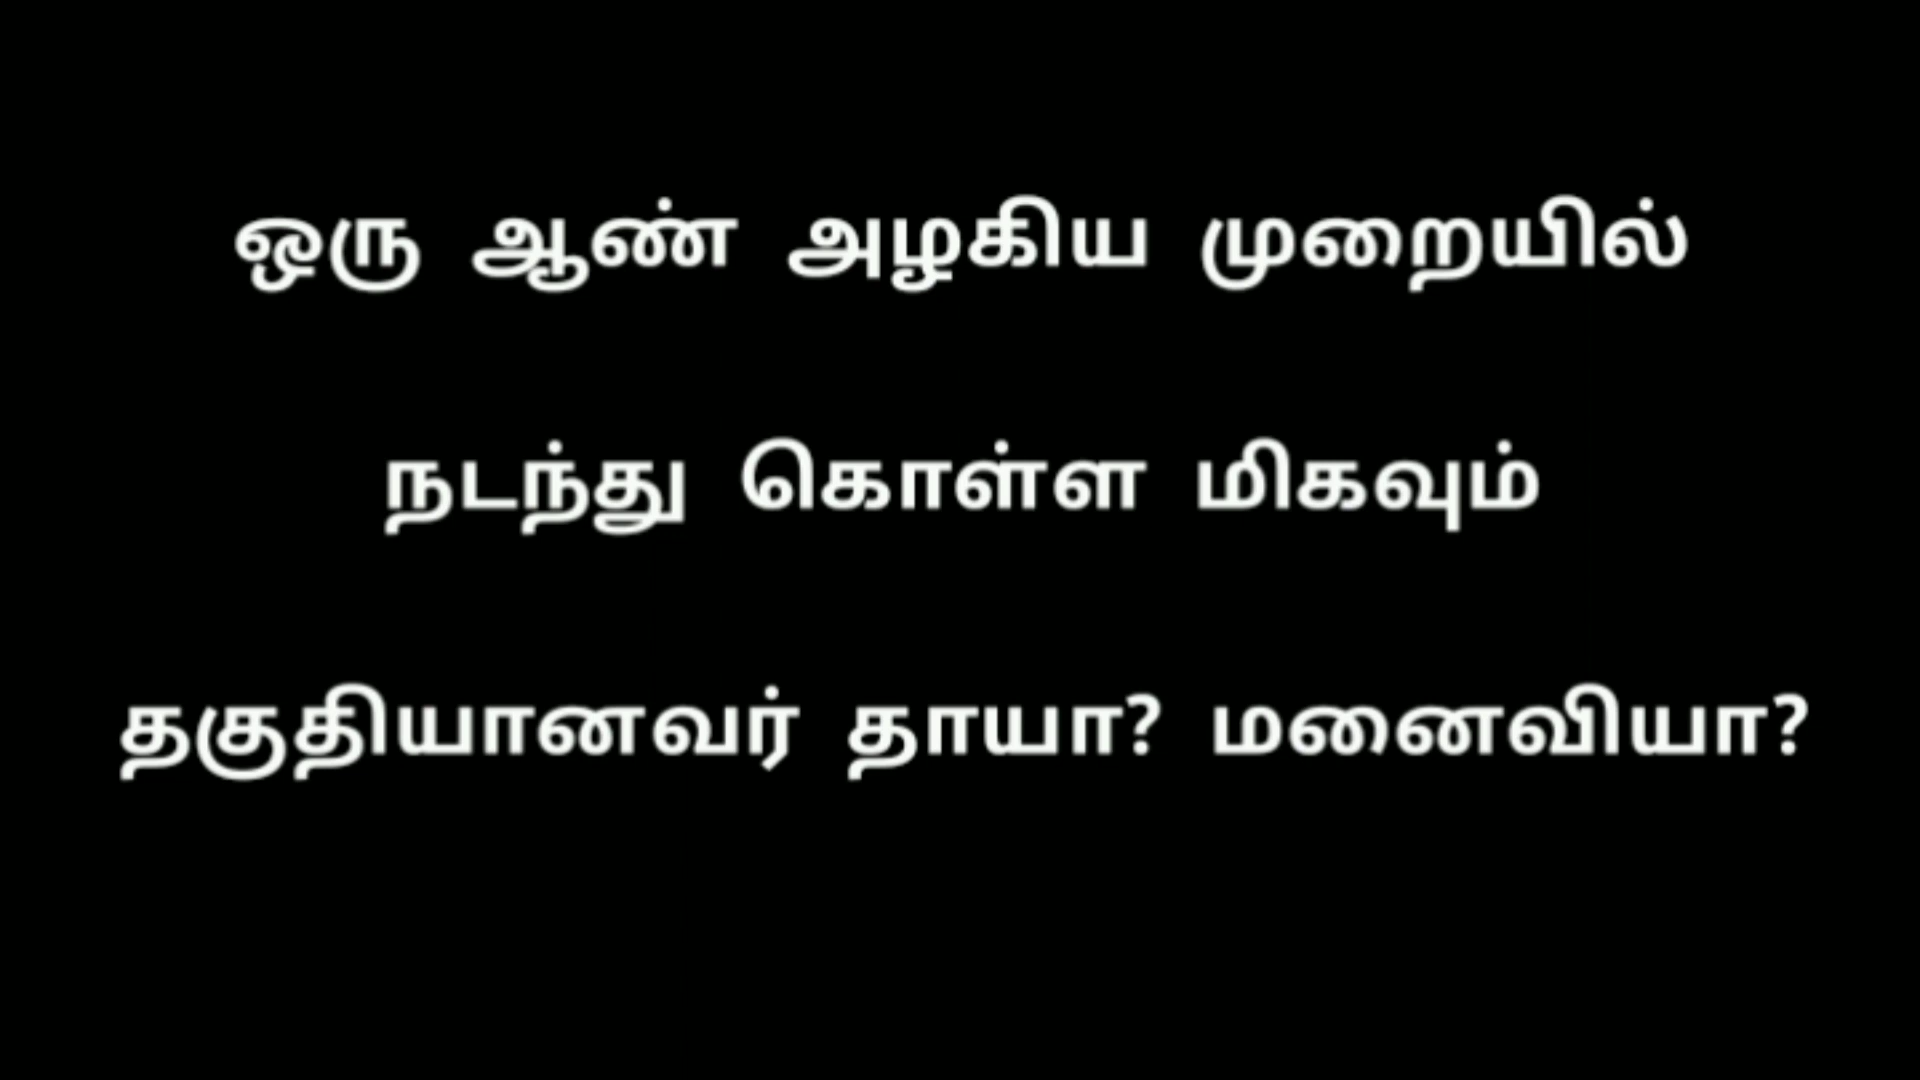 ஒரு ஆண் அழகிய முறையில்
நடந்து கொள்ள மிகவும்
தகுதியானவர் தாயா? மனைவியா?